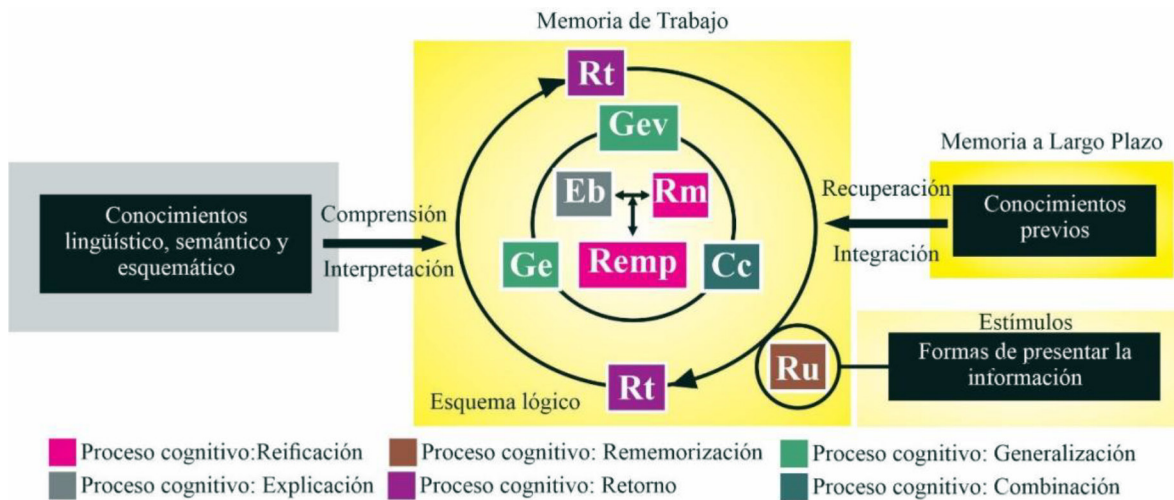 Memoria de Trabajo
Rt
Gev
Eb
Rm
Ge
Remp
Cc
Rt
Ru
Esquema lógico
Conocimientos
lingüístico, semántico y
esquemático
Comprensión
Interpretación
Memoria a Largo Plazo
Recuperación
Integración
Conocimientos
previos
Estímulos
Formas de presentar la
información
Proceso cognitivo:Reificación
Proceso cognitivo: Rememorización
Proceso cognitivo: Generalización
Proceso cognitivo: Explicación
Proceso cognitivo: Retorno
Proceso cognitivo: Combinación